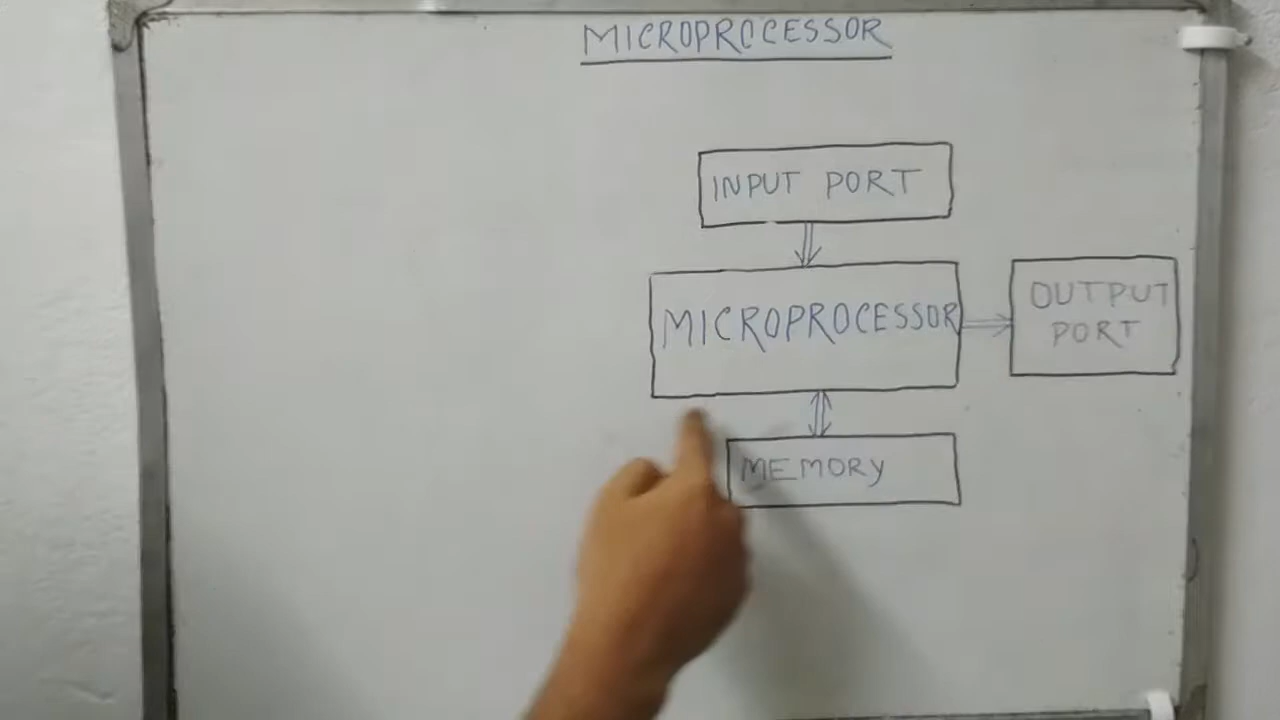 MICROPROCESSOR
INPUT PORT
MICROPROCESSOR
OUTPUT
PORT
MEMORY